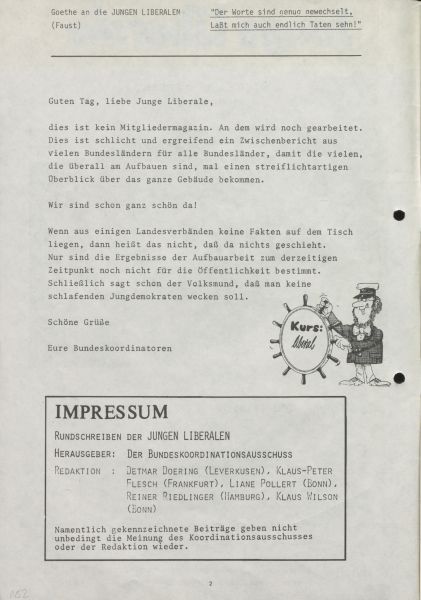 Goethe an die JUNGEN LIBERALEN
(Faust)
"Der Worte sind genug gewechselt,
Laßt mich auch endlich Taten sehn!"
Guten Tag, liebe Junge Liberale,
dies ist kein Mitgliedermagazin. An dem wird noch gearbeitet.
Dies ist schlicht und ergreifend ein Zwischenbericht aus
vielen Bundesländern für alle Bundesländer, damit die vielen,
die überall am Aufbauen sind, mal einen streiflichtartigen
Überblick über das ganze Gebäude bekommen.
Wir sind schon ganz schön da!
Wenn aus einigen Landesverbänden keine Fakten auf dem Tisch
liegen, dann heißt das nicht, daß da nichts geschieht.
Nur sind die Ergebnisse der Aufbauarbeit zum derzeitigen
Zeitpunkt noch nicht für die Öffentlichkeit bestimmt.
Schließlich sagt schon der Volksmund, daß man keine
schlafenden Jungdemokraten wecken soll.
Schöne Grüße
Eure Bundeskoordinatoren
Kurs:
liberal
IMPRESSUM
RUNDSCHREIBEN DER JUNGEN LIBERALEN
HERAUSGEBER: DER BUNDESKOORDINATIONSAUSSCHUSS
REDAKTION : DETMAR DOERING (LEVERKUSEN), KLAUS-PETER
FLESCH (FRANKFURT), LIANE POLLERT (BONN),
REINER RIEDLINGER (HAMBURG), KLAUS WILSON
(BONN)
Namentlich gekennzeichnete Beiträge geben nicht
unbedingt die Meinung des Koordinationsausschusses
oder der Redaktion wieder.
2